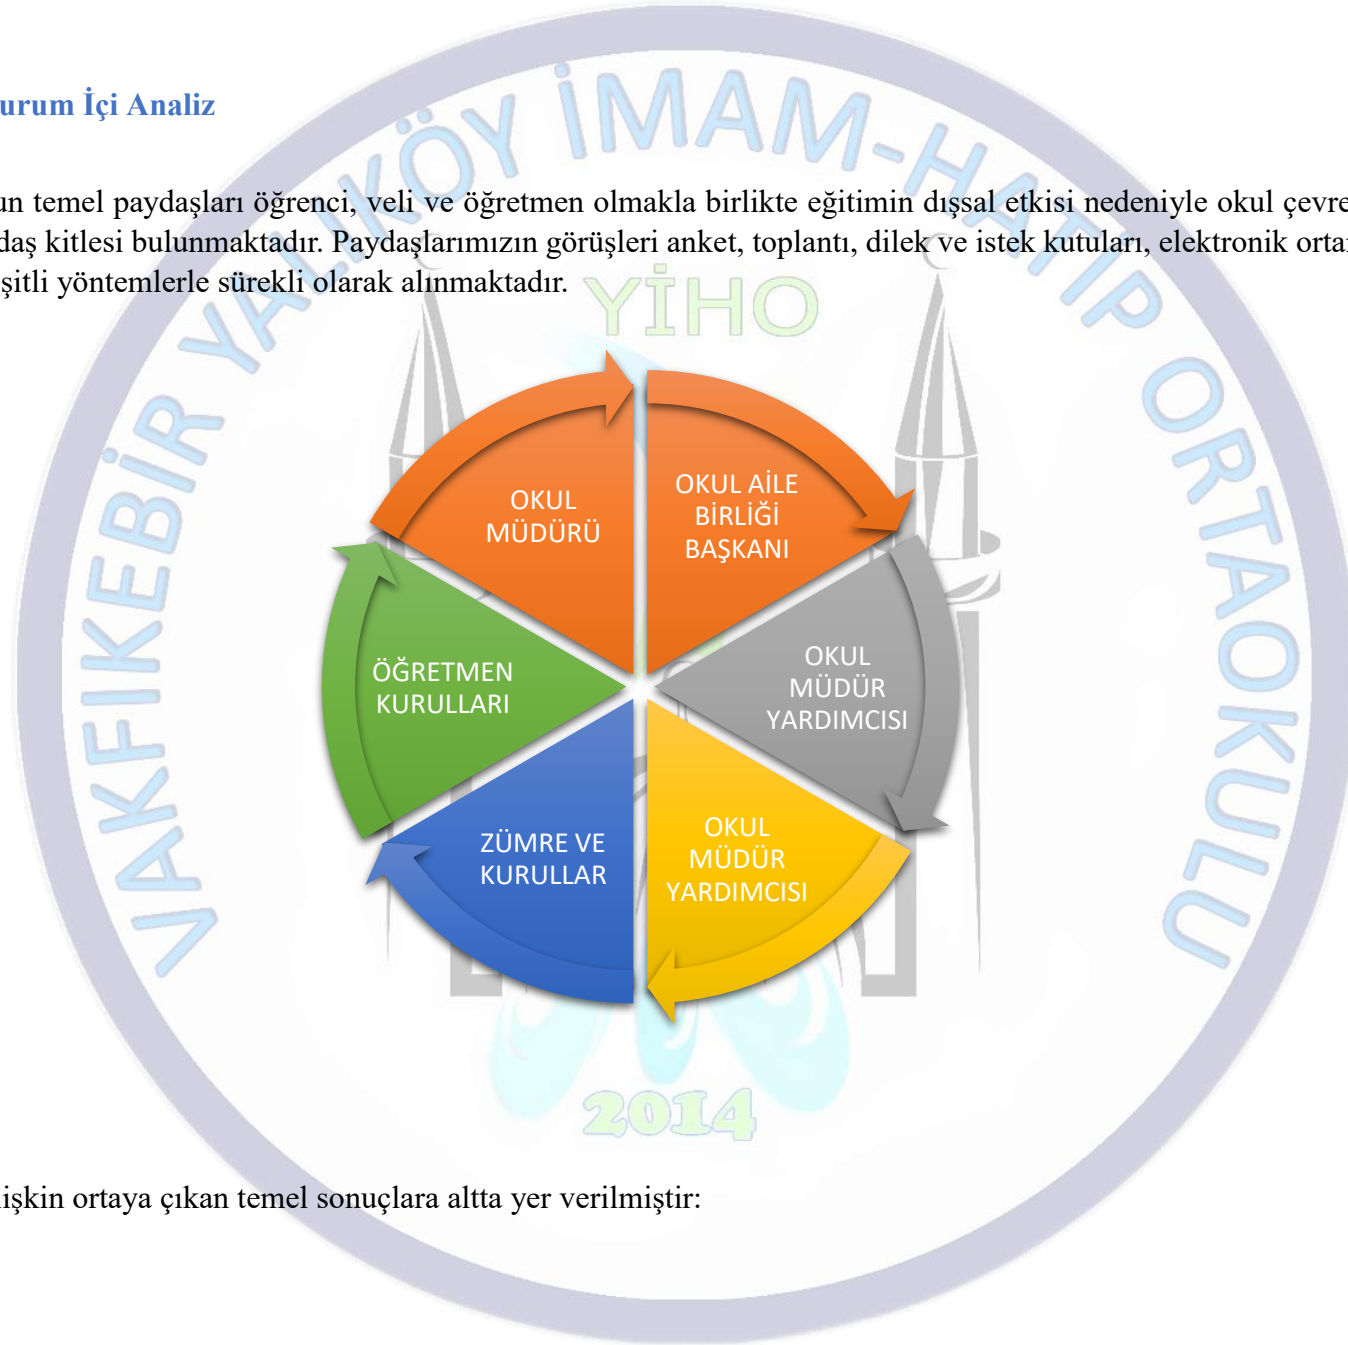 urum İçi Analiz
un temel paydaşları öğrenci, veli ve öğretmen olmakla birlikte eğitimin dışsal etkisi nedeniyle okul çevre
daş kitlesi bulunmaktadır. Paydaşlarımızın görüşleri anket, toplantı, dilek ve istek kutuları, elektronik orta
şitli yöntemlerle sürekli olarak alınmaktadır.
VAKFIKEBİR YALIKÖY İMAM-HATİP ORTAOKULU
YİHO
OKUL
MÜDÜRÜ
OKUL AİLE
BİRLİĞİ
BAŞKANI
OKUL
MÜDÜR
YARDIMCISI
OKUL
MÜDÜR
YARDIMCISI
ZÜMRE VE
KURULLAR
ÖĞRETMEN
KURULLARI
2014
lişkin ortaya çıkan temel sonuçlara altta yer verilmiştir: